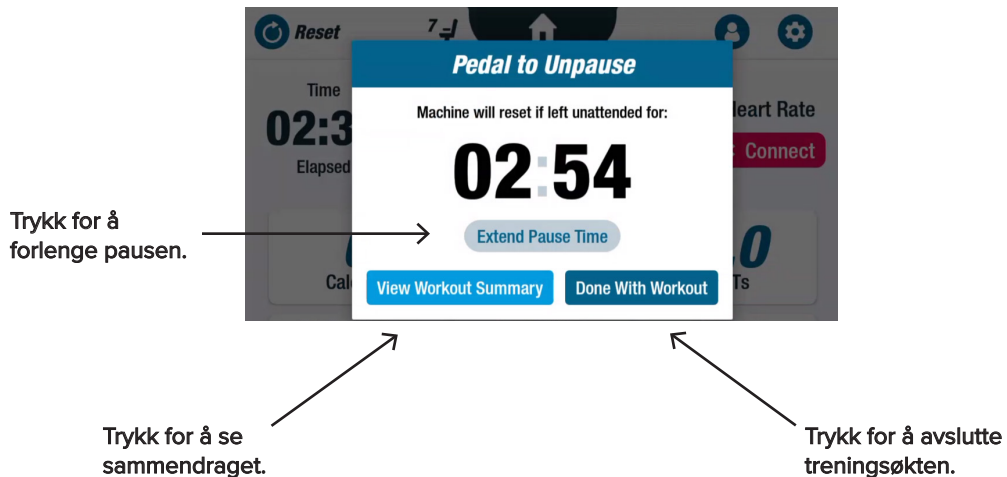 Reset
7
Pedal to Unpause
Time
Machine will reset if left unattended for:
Heart Rate
02:3
02:54
Connect
Elapsed
Trykk for å
forlenge pausen.
Extend Pause Time
.0
Cal
Ts
View Workout Summary
Done With Workout
Trykk for å se
sammendraget.
Trykk for å avslutte
treningsøkten.